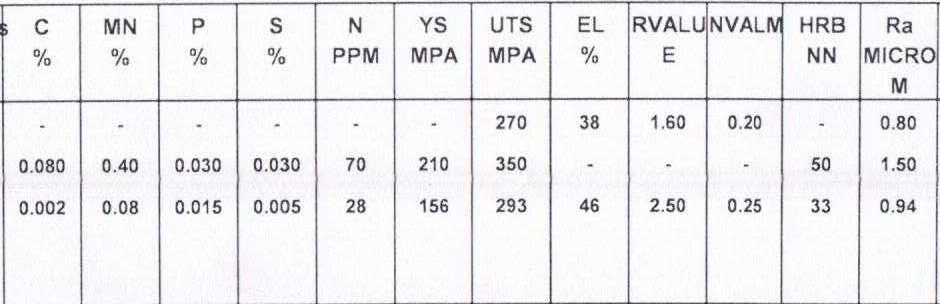 s C MN P S N YS UTS EL RVALU NVALM HRB Ra
% % % % PPM MPA MPA % E NN MICRO
M
- - - - - - 270 38 1.60 0.20 - 0.80
0.080 0.40 0.030 0.030 70 210 350 - - - 50 1.50
0.002 0.08 0.015 0.005 28 156 293 46 2.50 0.25 33 0.94